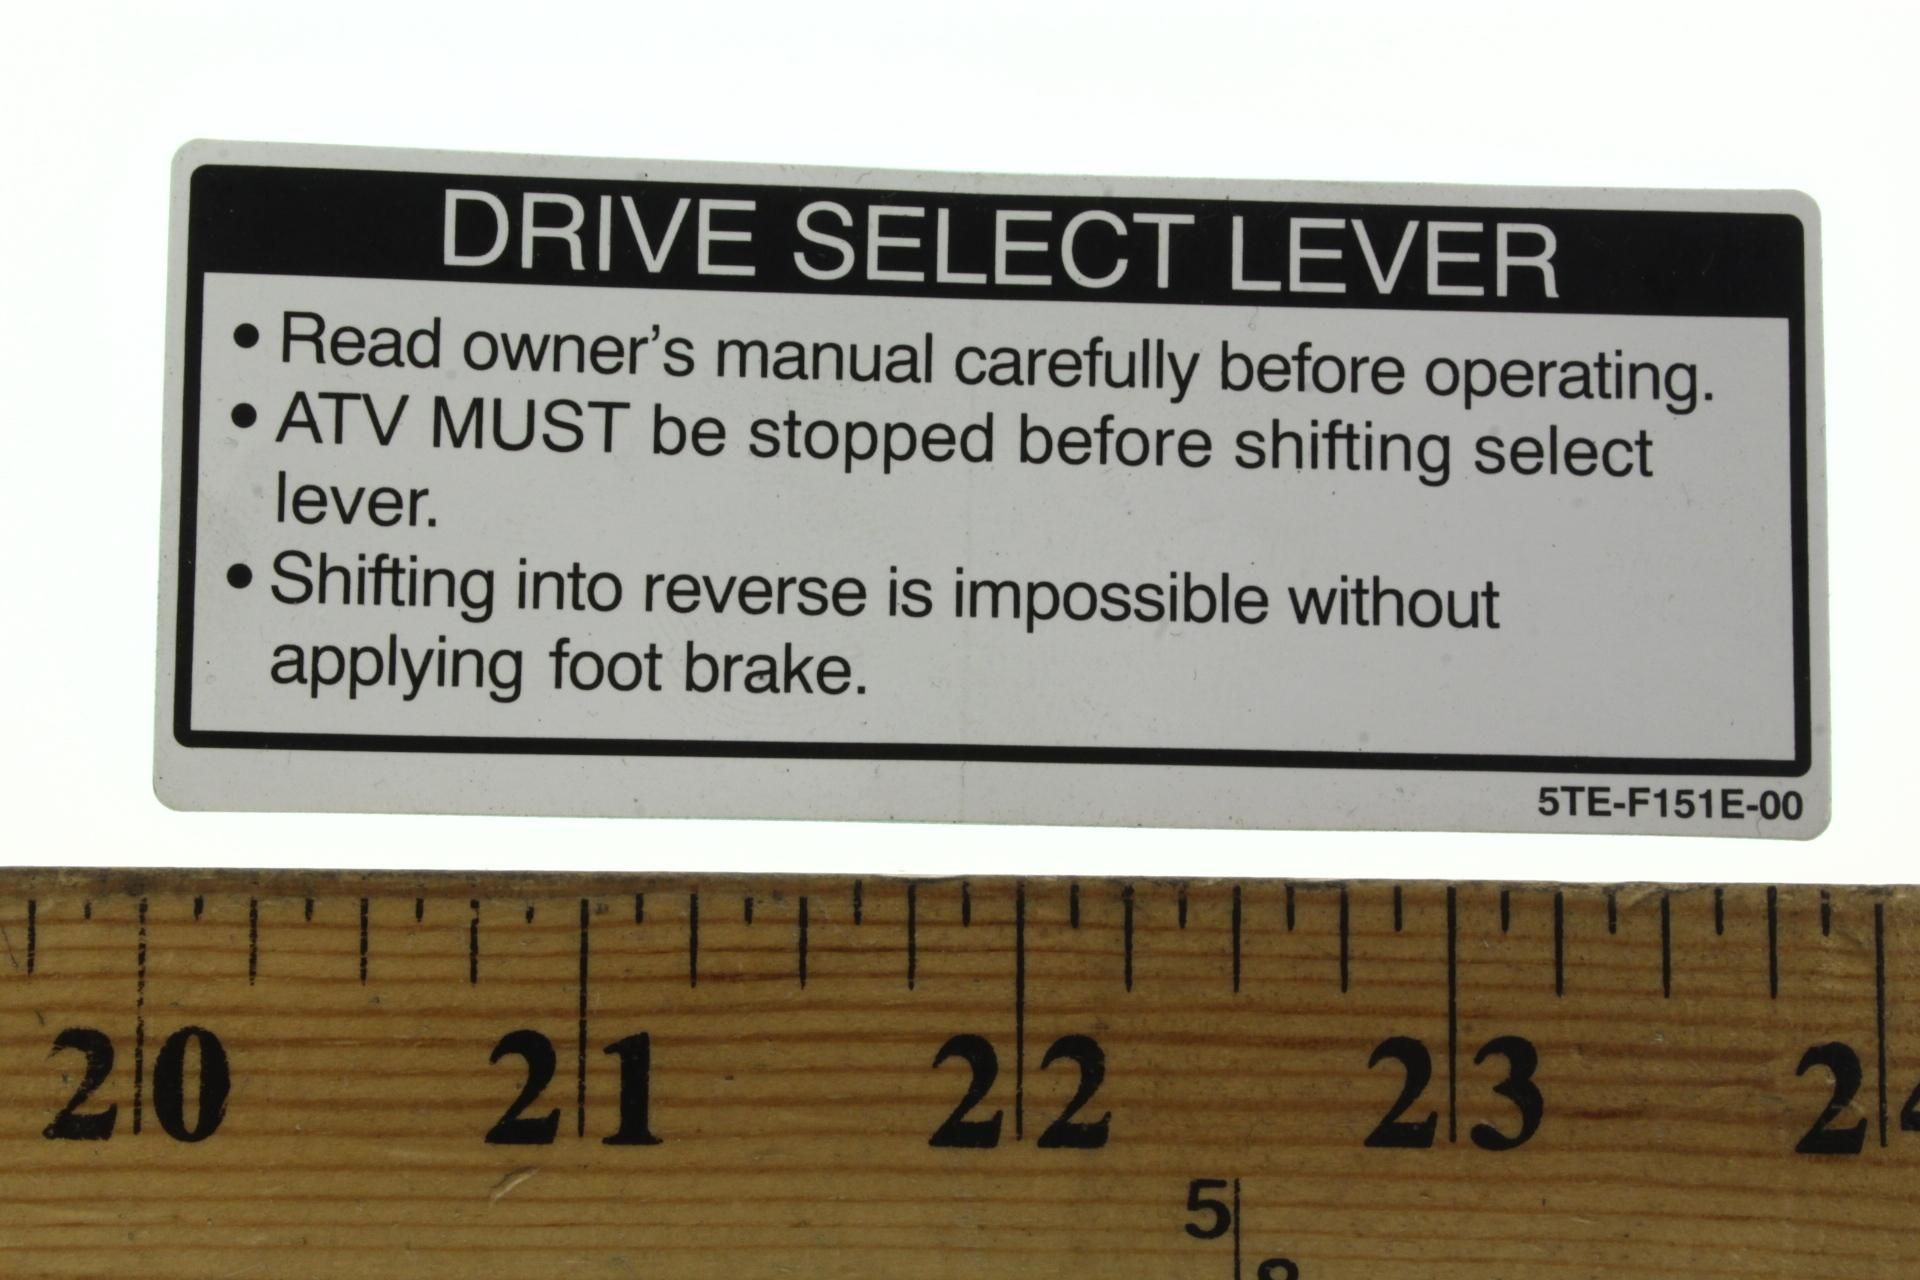 DRIVE SELECT LEVER
• Read owner's manual carefully before operating.
• ATV MUST be stopped before shifting select
lever.
• Shifting into reverse is impossible without
applying foot brake.
5TE-F151E-00
20 21 22 23 2
5